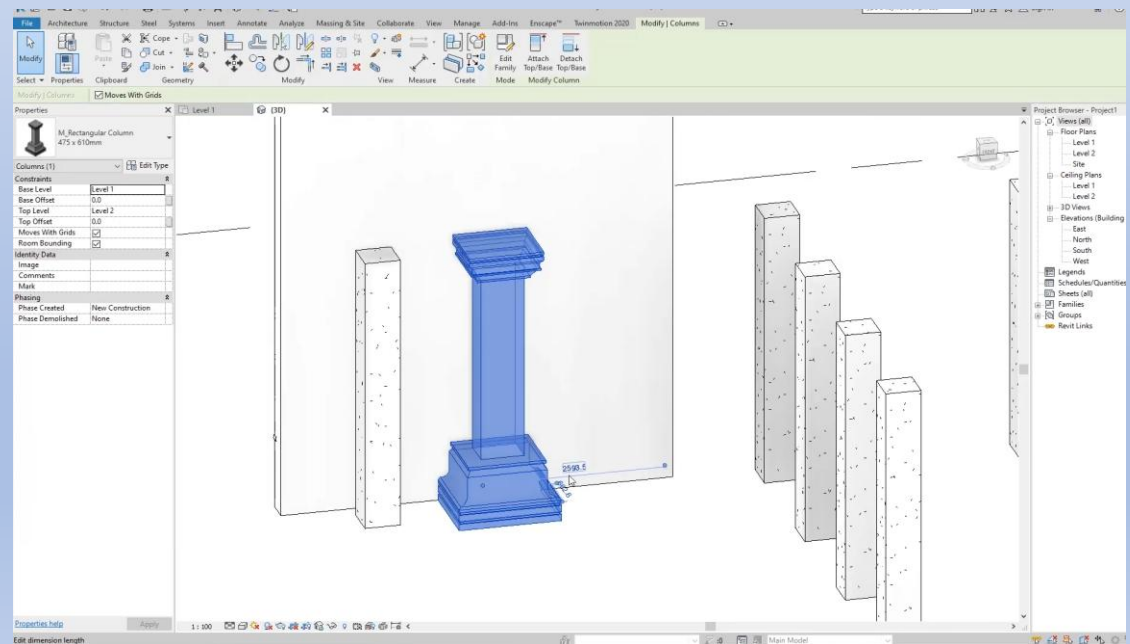 File Architecture Structure Steel Systems Insert Annotate Analyze Massing & Site Collaborate View Manage Add-Ins Enscape™ Twinmotion 2020 Modify | Columns
Modify Paste Cope Cut Join Edit Family Attach Top/Base Detach Top/Base
Select Properties Clipboard Geometry Modify View Measure Create Mode Modify Column
Modify | Columns Moves With Grids
Properties X Level 1 {3D} X Project Browser - Project1
M_Rectangular Column
475 x 610mm
Columns (1) Edit Type
Constraints
Base Level Level 1
Base Offset 0.0
Top Level Level 2
Top Offset 0.0
Moves With Grids
Room Bounding
Identity Data
Image
Comments
Mark
Phasing
Phase Created New Construction
Phase Demolished None
2593.5
Views (all)
Floor Plans
Level 1
Level 2
Site
Ceiling Plans
Level 1
Level 2
3D Views
Elevations (Building
East
North
South
West
Legends
Schedules/Quantities
Sheets (all)
Families
Groups
Revit Links
Properties help Apply 1 : 100
Edit dimension length Main Model